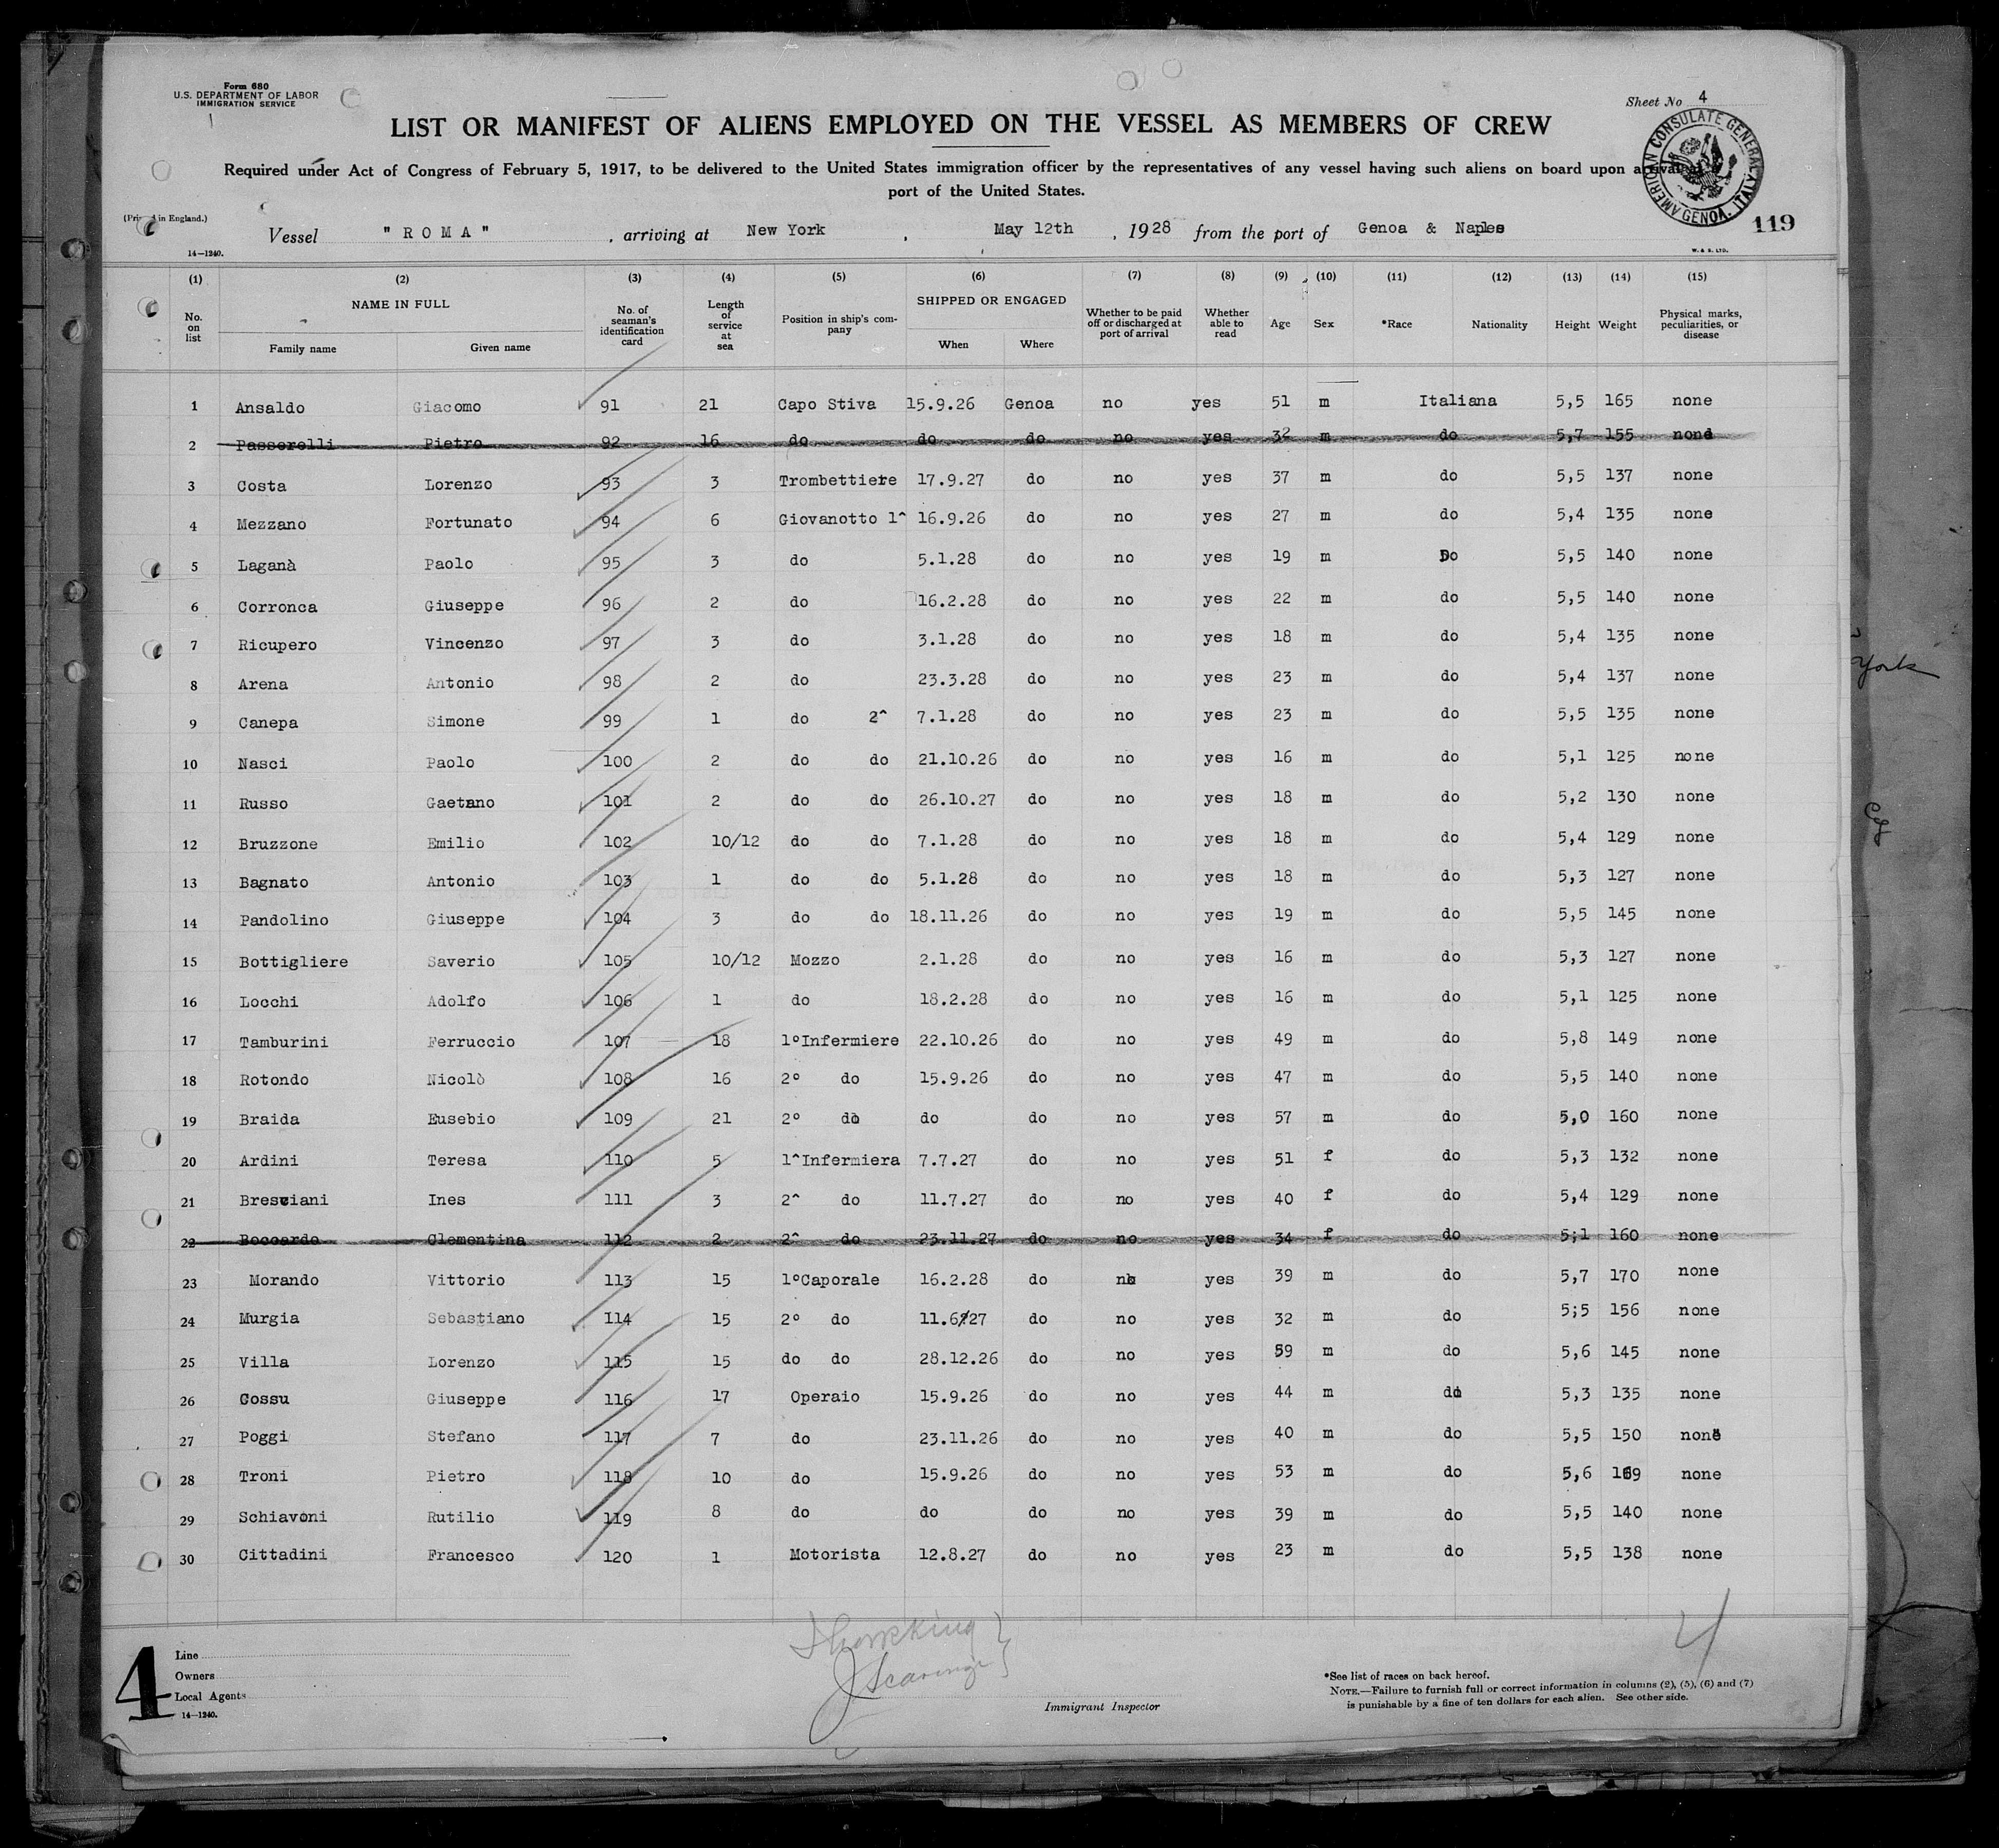 Form 680
U.S. DEPARTMENT OF LABOR
IMMIGRATION SERVICE
Sheet No 4
LIST OR MANIFEST OF ALIENS EMPLOYED ON THE VESSEL AS MEMBERS OF CREW
AMERICAN CONSULATE GENERAL GENOA, ITALY
Required under Act of Congress of February 5, 1917, to be delivered to the United States immigration officer by the representatives of any vessel having such aliens on board upon arrival
port of the United States.
(Printed in England.)
Vessel "ROMA", arriving at New York, May 12th, 1928 from the port of Genoa & Naples
119
14—1240.
W. & S. LTD.
(1) (2) (3) (4) (5) (6) (7) (8) (9) (10) (11) (12) (13) (14) (15)
No. on list NAME IN FULL Family name Given name No. of seaman's identification card Length of service at sea Position in ship's company SHIPPED OR ENGAGED When Where Whether to be paid off or discharged at port of arrival Whether able to read Age Sex *Race Nationality Height Weight Physical marks, peculiarities, or disease
1 Ansaldo Giacomo 91 21 Capo Stiva 15.9.26 Genoa no yes 51 m Italiana 5,5 165 none
2 Passerelli Pietro 92 16 do do do no yes 32 m do 5,7 155 none
3 Costa Lorenzo 93 3 Trombettiere 17.9.27 do no yes 37 m do 5,5 137 none
4 Mezzano Fortunato 94 6 Giovanotto 1^ 16.9.26 do no yes 27 m do 5,4 135 none
5 Laganà Paolo 95 3 do 5.1.28 do no yes 19 m Do 5,5 140 none
6 Corronca Giuseppe 96 2 do 16.2.28 do no yes 22 m do 5,5 140 none
7 Ricupero Vincenzo 97 3 do 3.1.28 do no yes 18 m do 5,4 135 none
8 Arena Antonio 98 2 do 23.3.28 do no yes 23 m do 5,4 137 none
9 Canepa Simone 99 1 do 2^ 7.1.28 do no yes 23 m do 5,5 135 none
10 Nasci Paolo 100 2 do do 21.10.26 do no yes 16 m do 5,1 125 none
11 Russo Gaetano 101 2 do do 26.10.27 do no yes 18 m do 5,2 130 none
12 Bruzzone Emilio 102 10/12 do do 7.1.28 do no yes 18 m do 5,4 129 none
13 Bagnato Antonio 103 1 do do 5.1.28 do no yes 18 m do 5,3 127 none
14 Pandolino Giuseppe 104 3 do do 18.11.26 do no yes 19 m do 5,5 145 none
15 Bottigliere Saverio 105 10/12 Mozzo 2.1.28 do no yes 16 m do 5,3 127 none
16 Locchi Adolfo 106 1 do 18.2.28 do no yes 16 m do 5,1 125 none
17 Tamburini Ferruccio 107 18 1ºInfermiere 22.10.26 do no yes 49 m do 5,8 149 none
18 Rotondo Nicolò 108 16 2º do 15.9.26 do no yes 47 m do 5,5 140 none
19 Braida Eusebio 109 21 2º do do do no yes 57 m do 5,0 160 none
20 Ardini Teresa 110 5 1^Infermiera 7.7.27 do no yes 51 f do 5,3 132 none
21 Bresciani Ines 111 3 2^ do 11.7.27 do no yes 40 f do 5,4 129 none
22 Boccardo Clementina 112 2 2^ do 23.11.27 do no yes 34 f do 5;1 160 none
23 Morando Vittorio 113 15 1ºCaporale 16.2.28 do no yes 39 m do 5,7 170 none
24 Murgia Sebastiano 114 15 2º do 11.6.27 do no yes 32 m do 5;5 156 none
25 Villa Lorenzo 115 15 do do 28.12.26 do no yes 59 m do 5,6 145 none
26 Cossu Giuseppe 116 17 Operaio 15.9.26 do no yes 44 m do 5,3 135 none
27 Poggi Stefano 117 7 do 23.11.26 do no yes 40 m do 5,5 150 none
28 Troni Pietro 118 10 do 15.9.26 do no yes 53 m do 5,6 169 none
29 Schiavoni Rutilio 119 8 do do do no yes 39 m do 5,5 140 none
30 Cittadini Francesco 120 1 Motorista 12.8.27 do no yes 23 m do 5,5 138 none
York
4
4
Line
Owners
Local Agents
14—1240.
Immigrant Inspector
*See list of races on back hereof.
NOTE.—Failure to furnish full or correct information in columns (2), (5), (6) and (7)
is punishable by a fine of ten dollars for each alien. See other side.